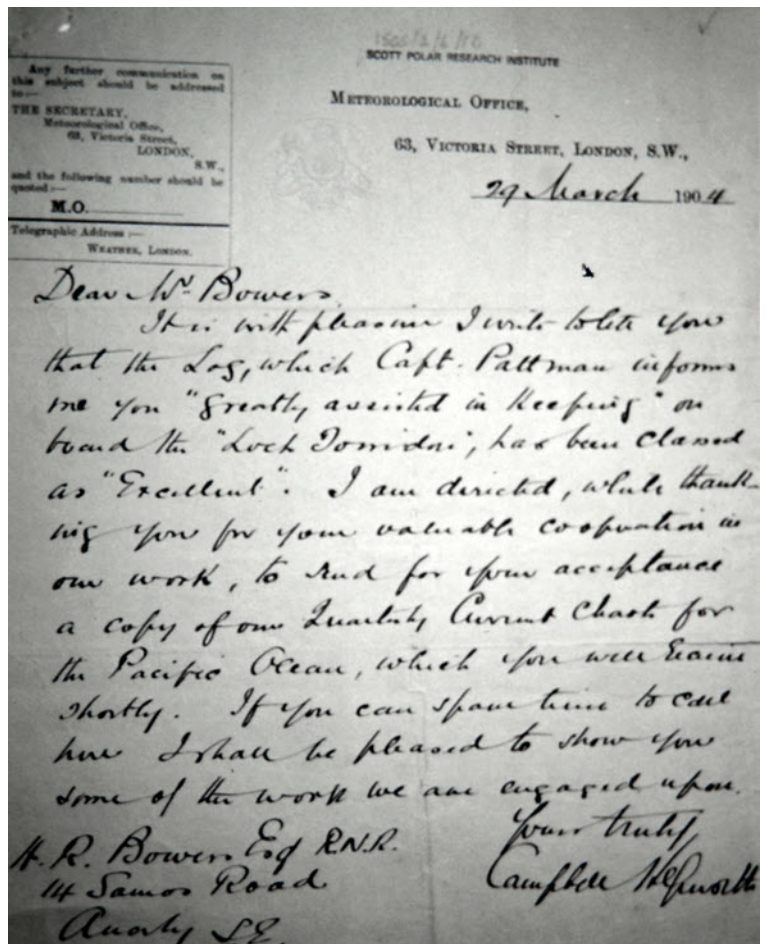 SCOTT POLAR RESEARCH INSTITUTE
Any further communication on
this subject should be addressed
to:—
THE SECRETARY,
Meteorological Office,
63, Victoria Street,
LONDON,
S.W.,
and the following number should be
quoted:—
M.O.
Telegraphic Address:—
WEATHER, LONDON.
METEOROLOGICAL OFFICE,
63, VICTORIA STREET, LONDON, S.W.,
29 March 1904
Dear Mr Bowers
It is with pleasure I write to you
that the Log, which Capt. Pattman informs
me you "greatly assisted in keeping" on
board the "Loch Torridon", has been classed
as "Excellent". I am directed, while thank-
ing you for your valuable cooperation in
our work, to send for your acceptance
a copy of our Quarterly Current Charts for
the Pacific Ocean, which you will receive
shortly. If you can spare time to call
here I shall be pleased to show you
some of the work we are engaged upon.
Yours truly,
Campbell Hepworth
H. R. Bowers Esq R.N.R.
14 Samos Road
Anerly S.E.